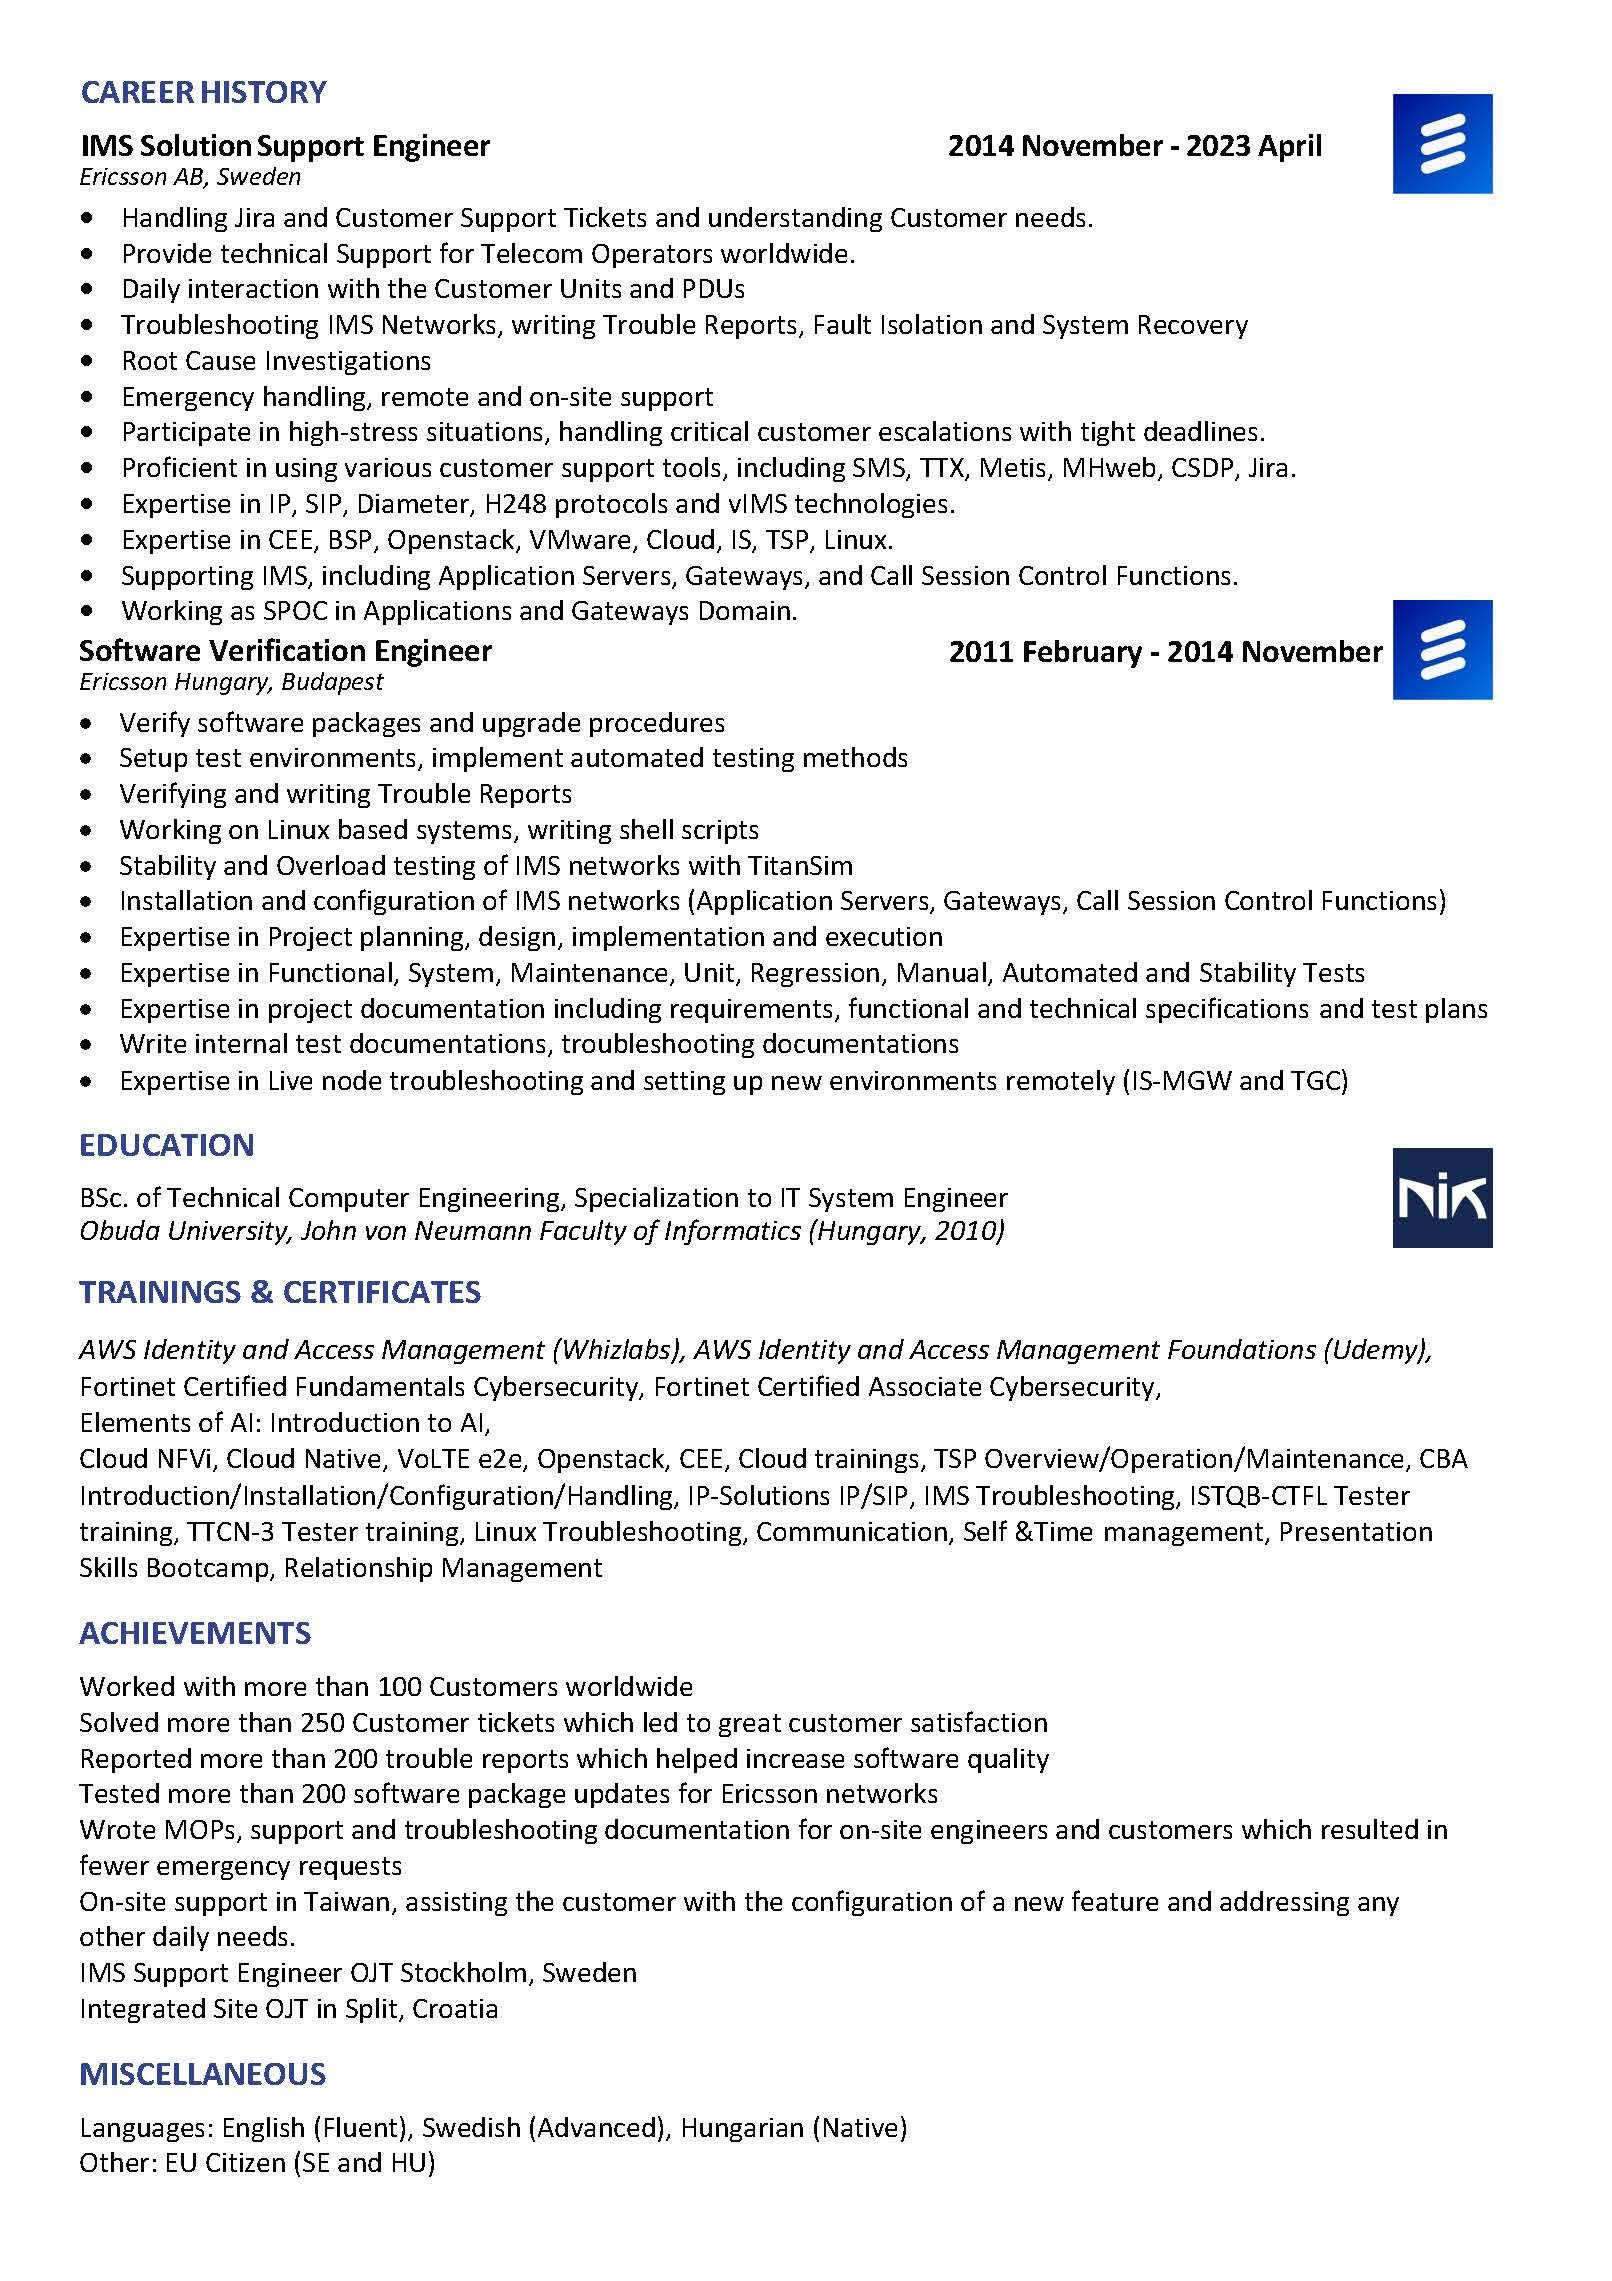 CAREER HISTORY
IMS Solution Support Engineer 2014 November - 2023 April
Ericsson AB, Sweden
• Handling Jira and Customer Support Tickets and understanding Customer needs.
• Provide technical Support for Telecom Operators worldwide.
• Daily interaction with the Customer Units and PDUs
• Troubleshooting IMS Networks, writing Trouble Reports, Fault Isolation and System Recovery
• Root Cause Investigations
• Emergency handling, remote and on-site support
• Participate in high-stress situations, handling critical customer escalations with tight deadlines.
• Proficient in using various customer support tools, including SMS, TTX, Metis, MHweb, CSDP, Jira.
• Expertise in IP, SIP, Diameter, H248 protocols and vIMS technologies.
• Expertise in CEE, BSP, Openstack, VMware, Cloud, IS, TSP, Linux.
• Supporting IMS, including Application Servers, Gateways, and Call Session Control Functions.
• Working as SPOC in Applications and Gateways Domain.
Software Verification Engineer 2011 February - 2014 November
Ericsson Hungary, Budapest
• Verify software packages and upgrade procedures
• Setup test environments, implement automated testing methods
• Verifying and writing Trouble Reports
• Working on Linux based systems, writing shell scripts
• Stability and Overload testing of IMS networks with TitanSim
• Installation and configuration of IMS networks (Application Servers, Gateways, Call Session Control Functions)
• Expertise in Project planning, design, implementation and execution
• Expertise in Functional, System, Maintenance, Unit, Regression, Manual, Automated and Stability Tests
• Expertise in project documentation including requirements, functional and technical specifications and test plans
• Write internal test documentations, troubleshooting documentations
• Expertise in Live node troubleshooting and setting up new environments remotely (IS-MGW and TGC)
EDUCATION
NIK
BSc. of Technical Computer Engineering, Specialization to IT System Engineer
Obuda University, John von Neumann Faculty of Informatics (Hungary, 2010)
TRAININGS & CERTIFICATES
AWS Identity and Access Management (Whizlabs), AWS Identity and Access Management Foundations (Udemy),
Fortinet Certified Fundamentals Cybersecurity, Fortinet Certified Associate Cybersecurity,
Elements of AI: Introduction to AI,
Cloud NFVi, Cloud Native, VoLTE e2e, Openstack, CEE, Cloud trainings, TSP Overview/Operation/Maintenance, CBA
Introduction/Installation/Configuration/Handling, IP-Solutions IP/SIP, IMS Troubleshooting, ISTQB-CTFL Tester
training, TTCN-3 Tester training, Linux Troubleshooting, Communication, Self &Time management, Presentation
Skills Bootcamp, Relationship Management
ACHIEVEMENTS
Worked with more than 100 Customers worldwide
Solved more than 250 Customer tickets which led to great customer satisfaction
Reported more than 200 trouble reports which helped increase software quality
Tested more than 200 software package updates for Ericsson networks
Wrote MOPs, support and troubleshooting documentation for on-site engineers and customers which resulted in
fewer emergency requests
On-site support in Taiwan, assisting the customer with the configuration of a new feature and addressing any
other daily needs.
IMS Support Engineer OJT Stockholm, Sweden
Integrated Site OJT in Split, Croatia
MISCELLANEOUS
Languages: English (Fluent), Swedish (Advanced), Hungarian (Native)
Other: EU Citizen (SE and HU)